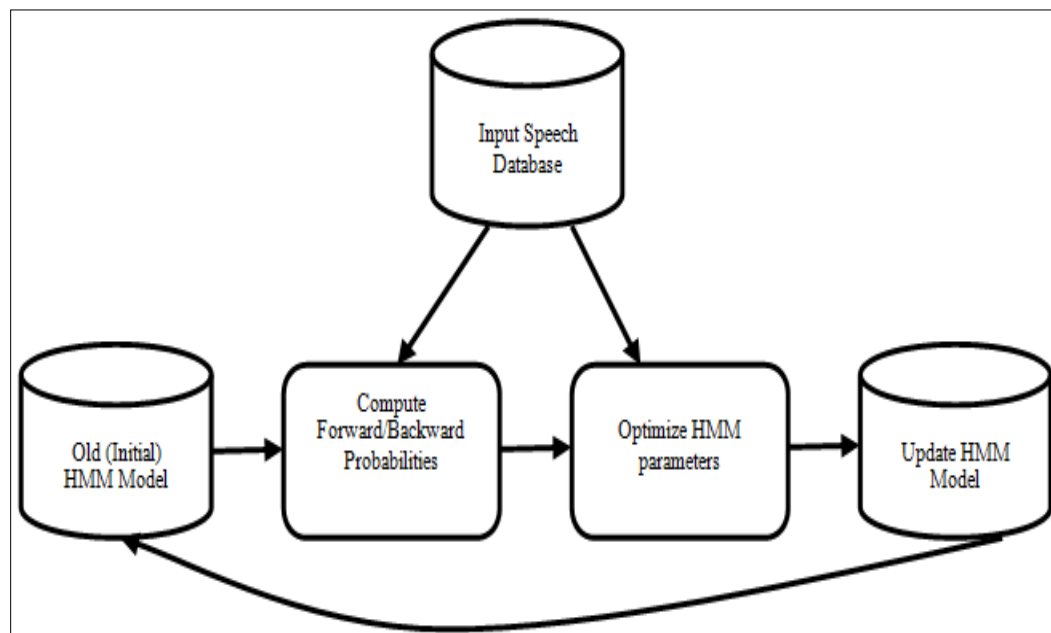 Input Speech
Database
Old (Initial)
HMM Model
Compute
Forward/Backward
Probabilities
Optimize HMM
parameters
Update HMM
Model